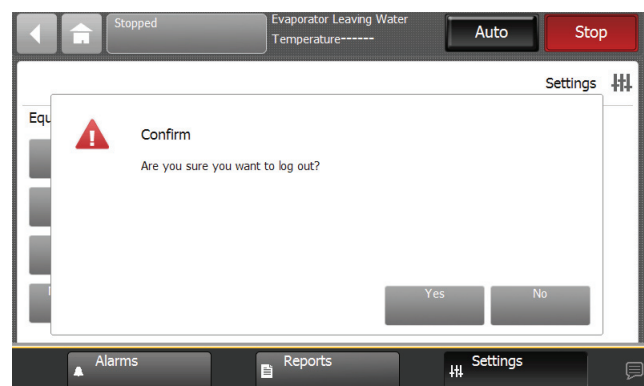 Stopped
Evaporator Leaving Water
Temperature------
Auto
Stop
Settings
Equ
Confirm
Are you sure you want to log out?
Yes
No
Alarms
Reports
Settings